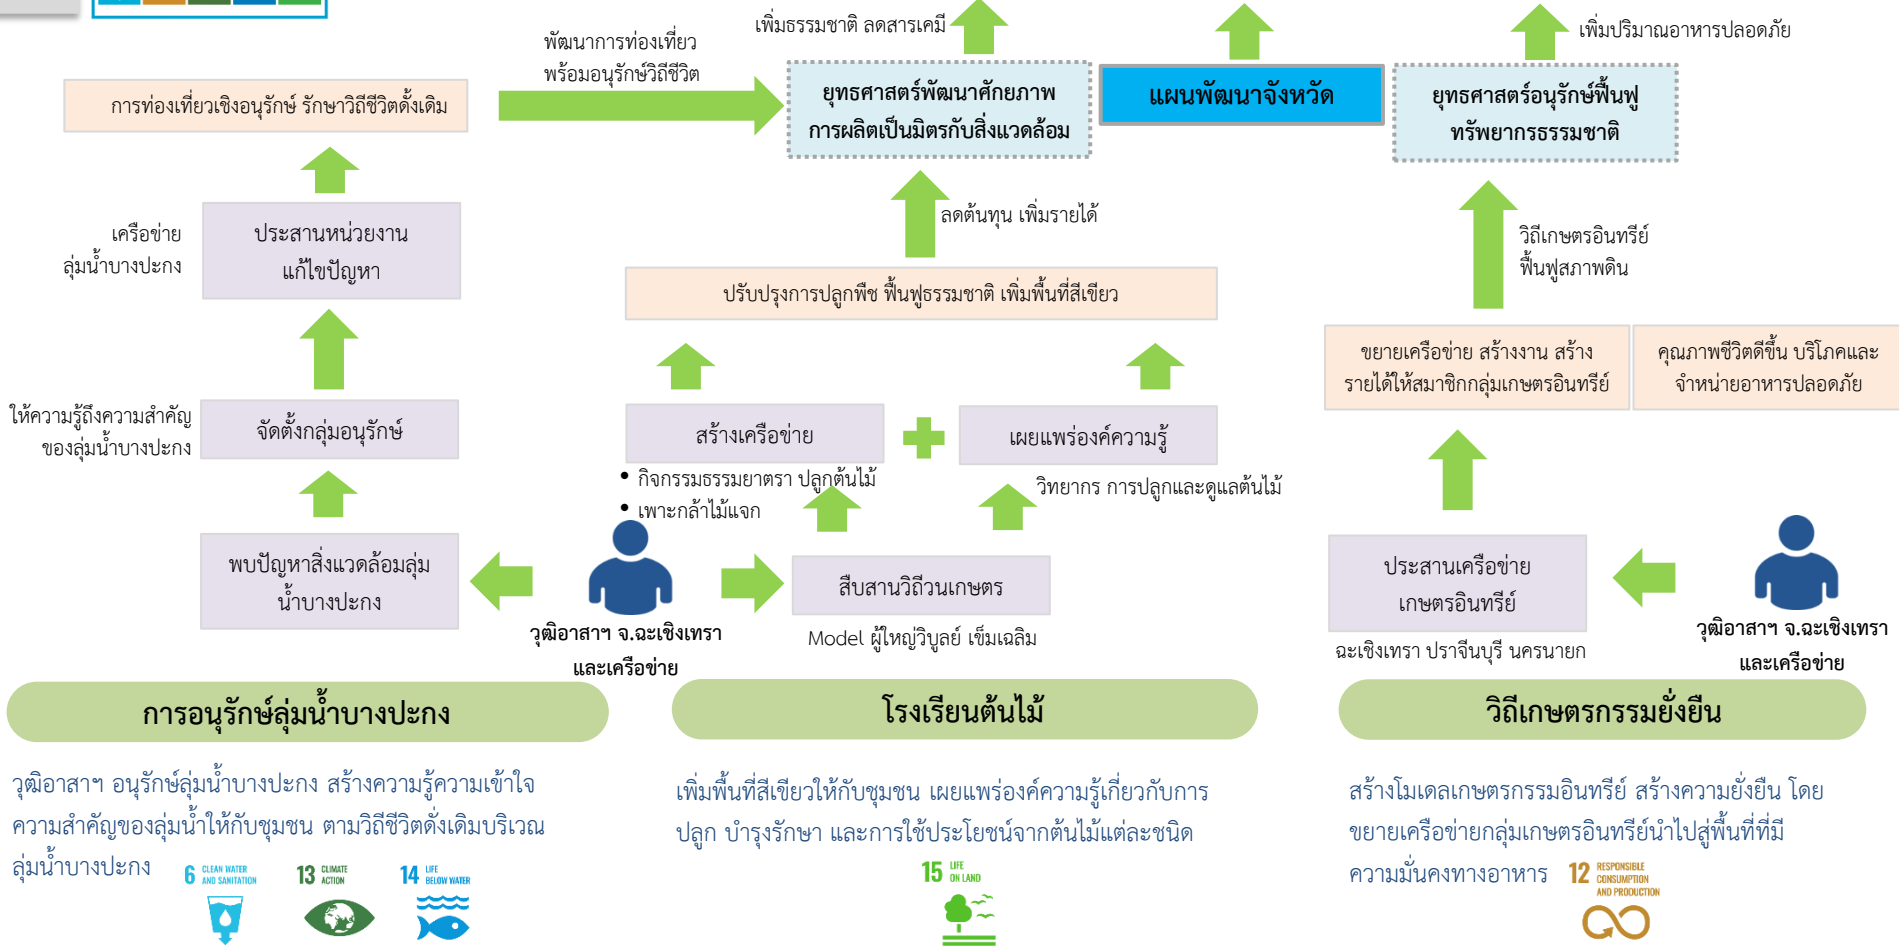 เพิ่มธรรมชาติ ลดสารเคมี
เพิ่มปริมาณอาหารปลอดภัย
พัฒนาการท่องเที่ยว
พร้อมอนุรักษ์วิถีชีวิต
การท่องเที่ยวเชิงอนุรักษ์ รักษาวิถีชีวิตดั้งเดิม
ยุทธศาสตร์พัฒนาศักยภาพ
การผลิตเป็นมิตรกับสิ่งแวดล้อม
แผนพัฒนาจังหวัด
ยุทธศาสตร์อนุรักษ์ฟื้นฟู
ทรัพยากรธรรมชาติ
เครือข่าย
ลุ่มน้ำบางปะกง
ประสานหน่วยงาน
แก้ไขปัญหา
ลดต้นทุน เพิ่มรายได้
วิถีเกษตรอินทรีย์
ฟื้นฟูสภาพดิน
ปรับปรุงการปลูกพืช ฟื้นฟูธรรมชาติ เพิ่มพื้นที่สีเขียว
ขยายเครือข่าย สร้างงาน สร้าง
รายได้ให้สมาชิกกลุ่มเกษตรอินทรีย์
คุณภาพชีวิตดีขึ้น บริโภคและ
จำหน่ายอาหารปลอดภัย
ให้ความรู้ถึงความสำคัญ
ของลุ่มน้ำบางปะกง
จัดตั้งกลุ่มอนุรักษ์
สร้างเครือข่าย
เผยแพร่องค์ความรู้
• กิจกรรมธรรมยาตรา ปลูกต้นไม้
• เพาะกล้าไม้แจก
วิทยากร การปลูกและดูแลต้นไม้
พบปัญหาสิ่งแวดล้อมลุ่ม
น้ำบางปะกง
วุฒิอาสาฯ จ.ฉะเชิงเทรา
และเครือข่าย
สืบสานวิถีวนเกษตร
Model ผู้ใหญ่วิบูลย์ เข็มเฉลิม
ประสานเครือข่าย
เกษตรอินทรีย์
ฉะเชิงเทรา ปราจีนบุรี นครนายก
วุฒิอาสาฯ จ.ฉะเชิงเทรา
และเครือข่าย
การอนุรักษ์ลุ่มน้ำบางปะกง
โรงเรียนต้นไม้
วิถีเกษตรกรรมยั่งยืน
วุฒิอาสาฯ อนุรักษ์ลุ่มน้ำบางปะกง สร้างความรู้ความเข้าใจ
ความสำคัญของลุ่มน้ำให้กับชุมชน ตามวิถีชีวิตดั่งเดิมบริเวณ
ลุ่มน้ำบางปะกง
6 CLEAN WATER
AND SANITATION
13 CLIMATE
ACTION
14 LIFE
BELOW WATER
เพิ่มพื้นที่สีเขียวให้กับชุมชน เผยแพร่องค์ความรู้เกี่ยวกับการ
ปลูก บำรุงรักษา และการใช้ประโยชน์จากต้นไม้แต่ละชนิด
15 LIFE
ON LAND
สร้างโมเดลเกษตรกรรมอินทรีย์ สร้างความยั่งยืน โดย
ขยายเครือข่ายกลุ่มเกษตรอินทรีย์นำไปสู่พื้นที่ที่มี
ความมั่นคงทางอาหาร
12 RESPONSIBLE
CONSUMPTION
AND PRODUCTION